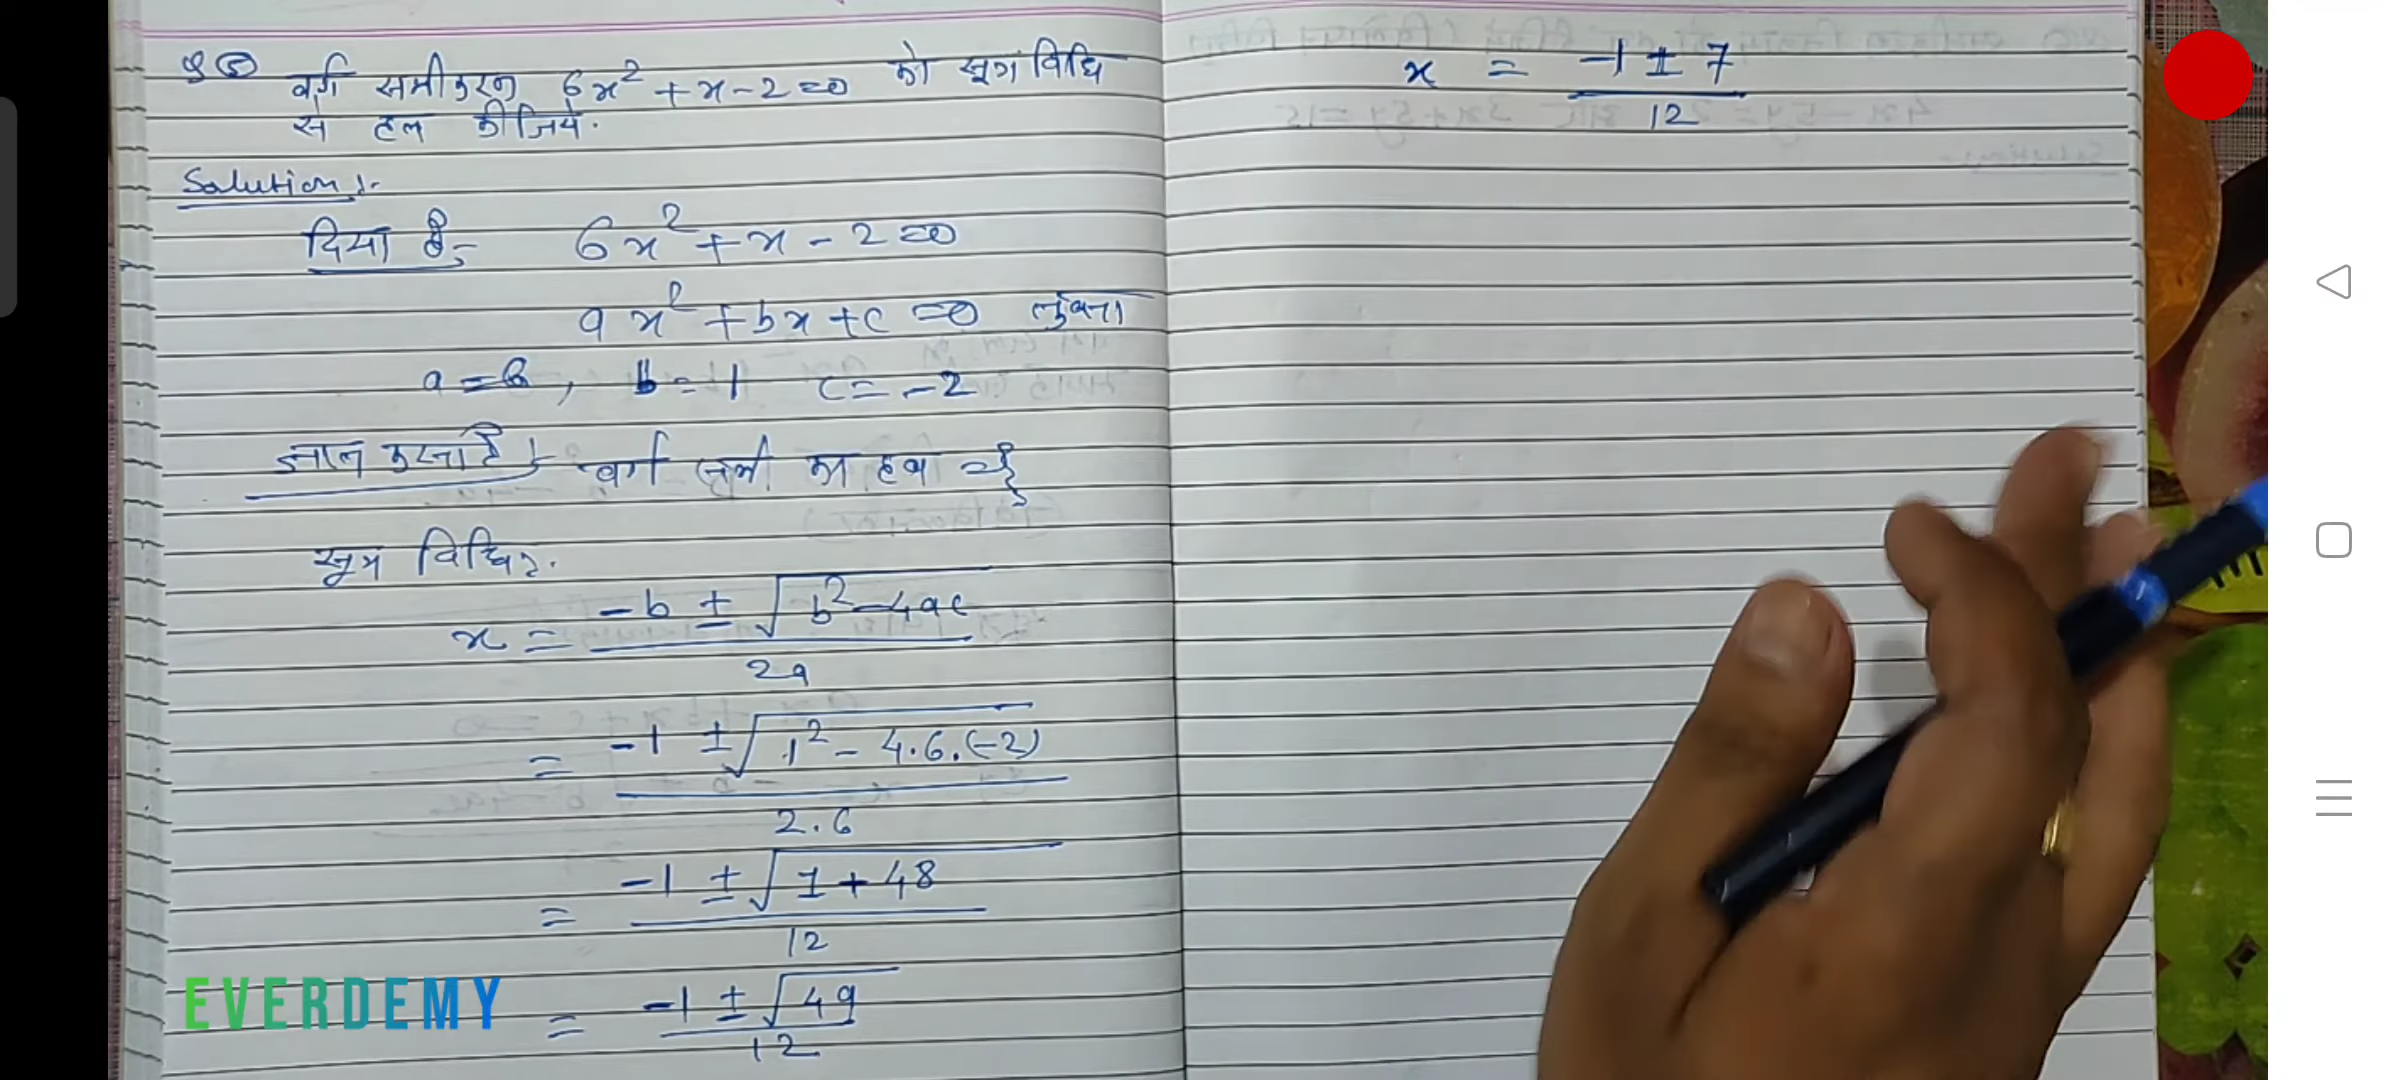 Q ⑤ वर्ग समीकरण 6x² + x - 2 = 0 को सूत्र विधि
से हल कीजिये.
Solution :-
दिया है, 6x² + x - 2 = 0
ax² + bx + c = 0 तुलना
a = 6, b = 1 c = -2
ज्ञात करना है :- वर्ग समी का हल = ?
सूत्र विधि :-
x = (-b ± √(b² - 4ac)) / 2a
= (-1 ± √(1² - 4.6.(-2))) / 2.6
= (-1 ± √(1 + 48)) / 12
= (-1 ± √49) / 12
x = (-1 ± 7) / 12
EVERDEMY